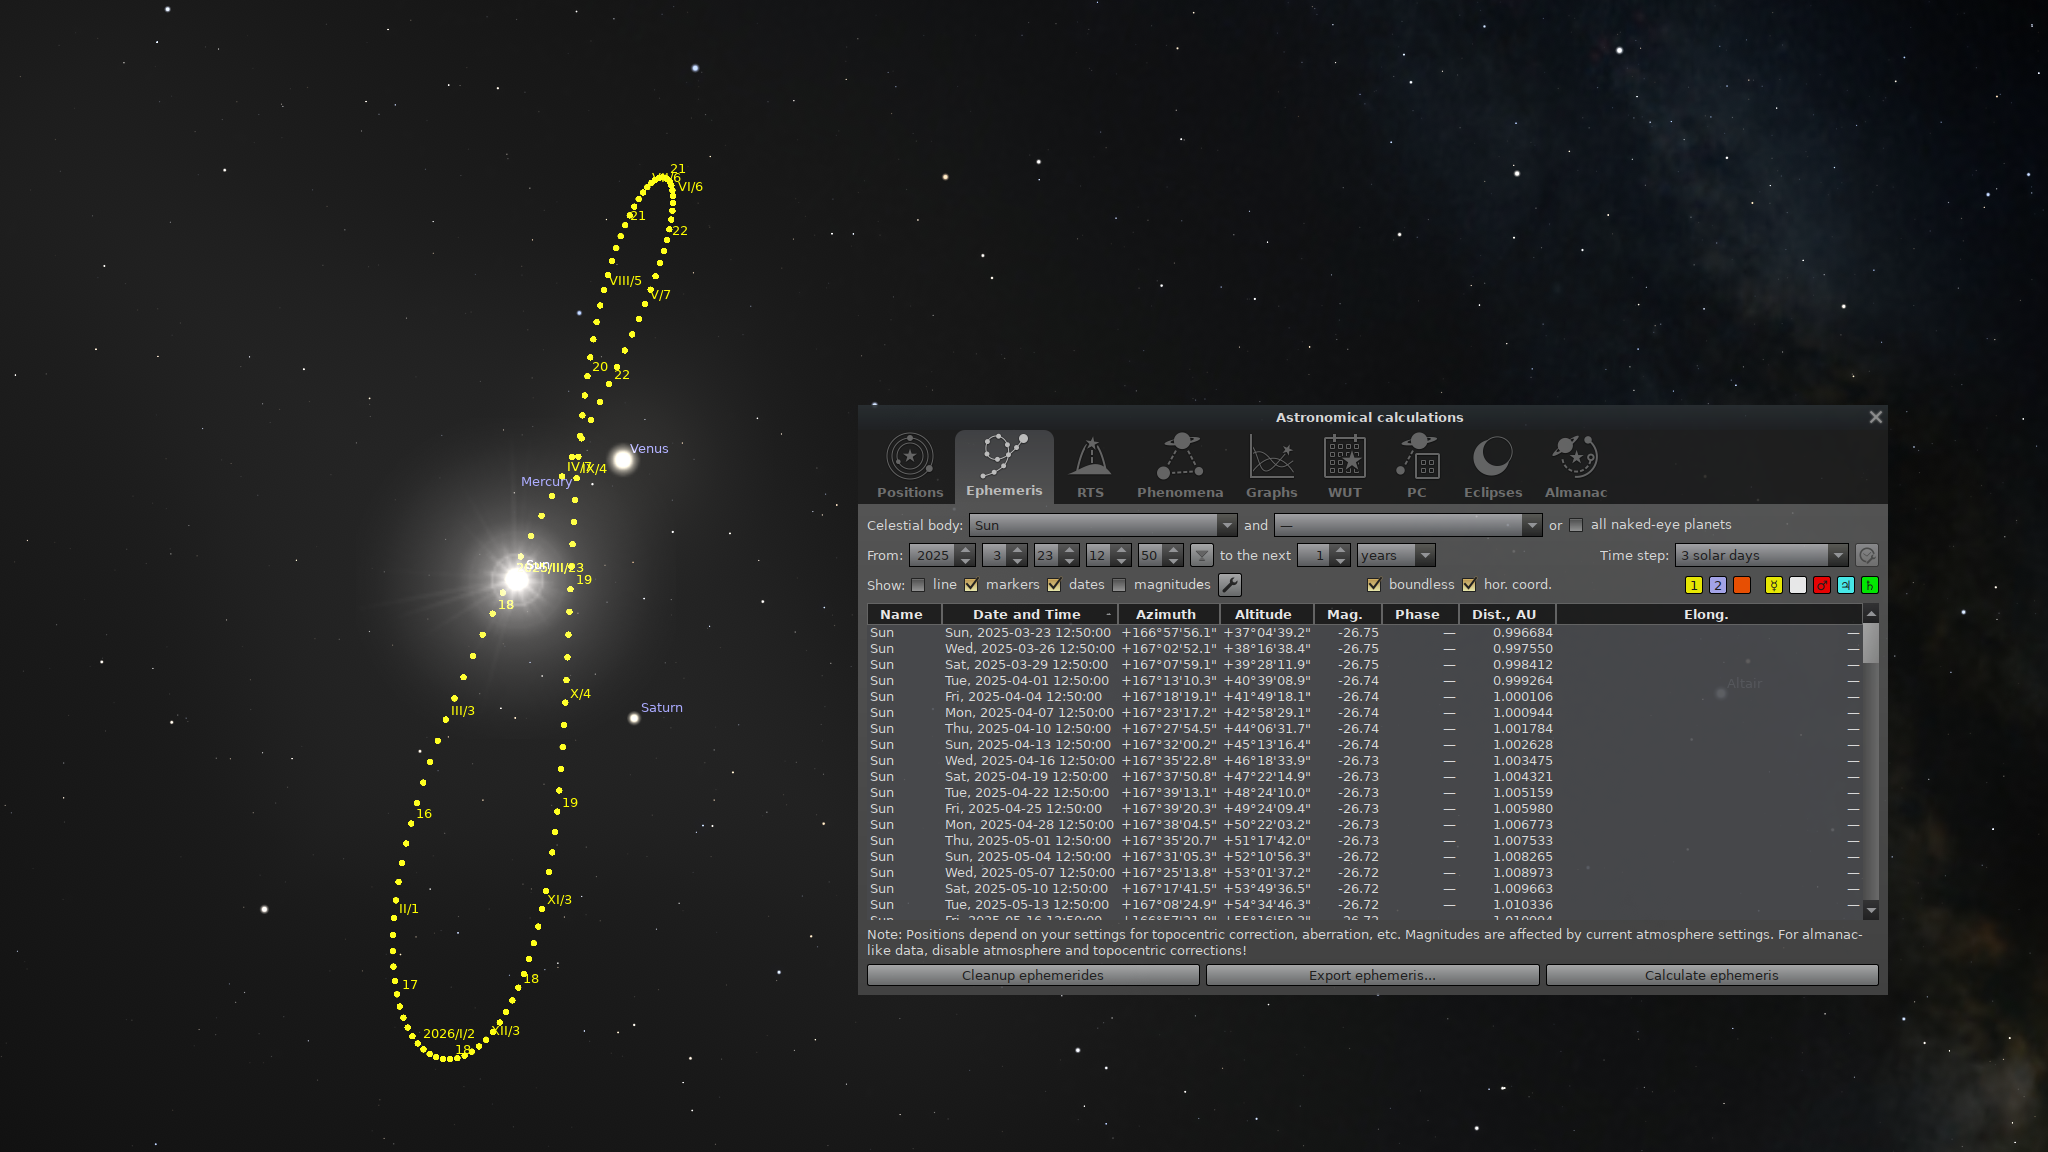 21
VI/6
21
22
VIII/5
V/7
20
22
Venus
IX/4
Mercury
Sun
2025/III/23
19
18
X/4
Saturn
III/3
19
16
XI/3
II/1
18
17
XII/3
2026/I/2
18
Astronomical calculations
Positions Ephemeris RTS Phenomena Graphs WUT PC Eclipses Almanac
Celestial body: Sun and — or all naked-eye planets
From: 2025 3 23 12 50 to the next 1 years Time step: 3 solar days
Show: line markers dates magnitudes boundless hor. coord. 1 2 ☿ ♂ ♃ ♄
Name Date and Time Azimuth Altitude Mag. Phase Dist., AU Elong.
Sun Sun, 2025-03-23 12:50:00 +166°57'56.1" +37°04'39.2" -26.75 — 0.996684 —
Sun Wed, 2025-03-26 12:50:00 +167°02'52.1" +38°16'38.4" -26.75 — 0.997550 —
Sun Sat, 2025-03-29 12:50:00 +167°07'59.1" +39°28'11.9" -26.75 — 0.998412 —
Sun Tue, 2025-04-01 12:50:00 +167°13'10.3" +40°39'08.9" -26.74 — 0.999264 —
Sun Fri, 2025-04-04 12:50:00 +167°18'19.1" +41°49'18.1" -26.74 — 1.000106 —
Sun Mon, 2025-04-07 12:50:00 +167°23'17.2" +42°58'29.1" -26.74 — 1.000944 —
Sun Thu, 2025-04-10 12:50:00 +167°27'54.5" +44°06'31.7" -26.74 — 1.001784 —
Sun Sun, 2025-04-13 12:50:00 +167°32'00.2" +45°13'16.4" -26.74 — 1.002628 —
Sun Wed, 2025-04-16 12:50:00 +167°35'22.8" +46°18'33.9" -26.73 — 1.003475 —
Sun Sat, 2025-04-19 12:50:00 +167°37'50.8" +47°22'14.9" -26.73 — 1.004321 —
Sun Tue, 2025-04-22 12:50:00 +167°39'13.1" +48°24'10.0" -26.73 — 1.005159 —
Sun Fri, 2025-04-25 12:50:00 +167°39'20.3" +49°24'09.4" -26.73 — 1.005980 —
Sun Mon, 2025-04-28 12:50:00 +167°38'04.5" +50°22'03.2" -26.73 — 1.006773 —
Sun Thu, 2025-05-01 12:50:00 +167°35'20.7" +51°17'42.0" -26.73 — 1.007533 —
Sun Sun, 2025-05-04 12:50:00 +167°31'05.3" +52°10'56.3" -26.72 — 1.008265 —
Sun Wed, 2025-05-07 12:50:00 +167°25'13.8" +53°01'37.2" -26.72 — 1.008973 —
Sun Sat, 2025-05-10 12:50:00 +167°17'41.5" +53°49'36.5" -26.72 — 1.009663 —
Sun Tue, 2025-05-13 12:50:00 +167°08'24.9" +54°34'46.3" -26.72 — 1.010336 —
Altair
Note: Positions depend on your settings for topocentric correction, aberration, etc. Magnitudes are affected by current atmosphere settings. For almanac-
like data, disable atmosphere and topocentric corrections!
Cleanup ephemerides Export ephemeris... Calculate ephemeris